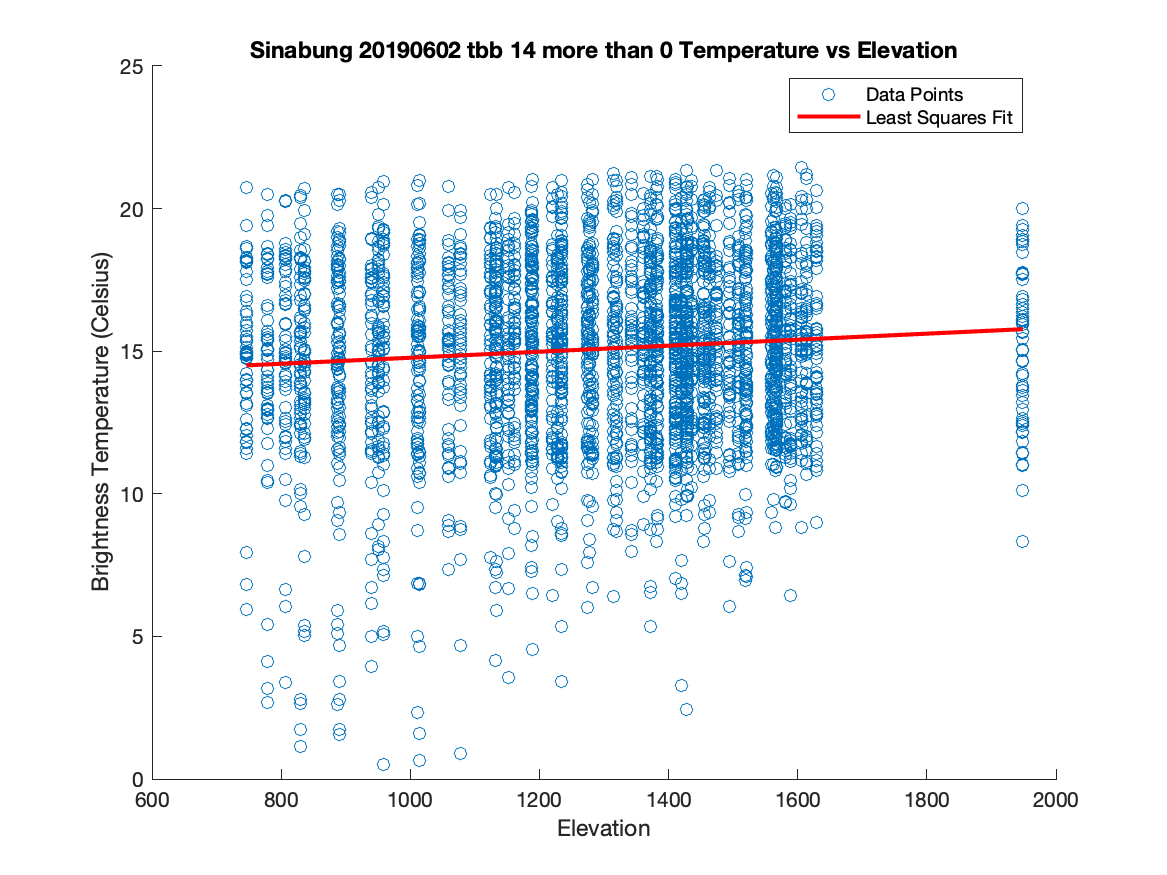 Sinabung 20190602 tbb 14 more than 0 Temperature vs Elevation
Data Points
Least Squares Fit
Brightness Temperature (Celsius)
25
20
15
10
5
0
600 800 1000 1200 1400 1600 1800 2000
Elevation